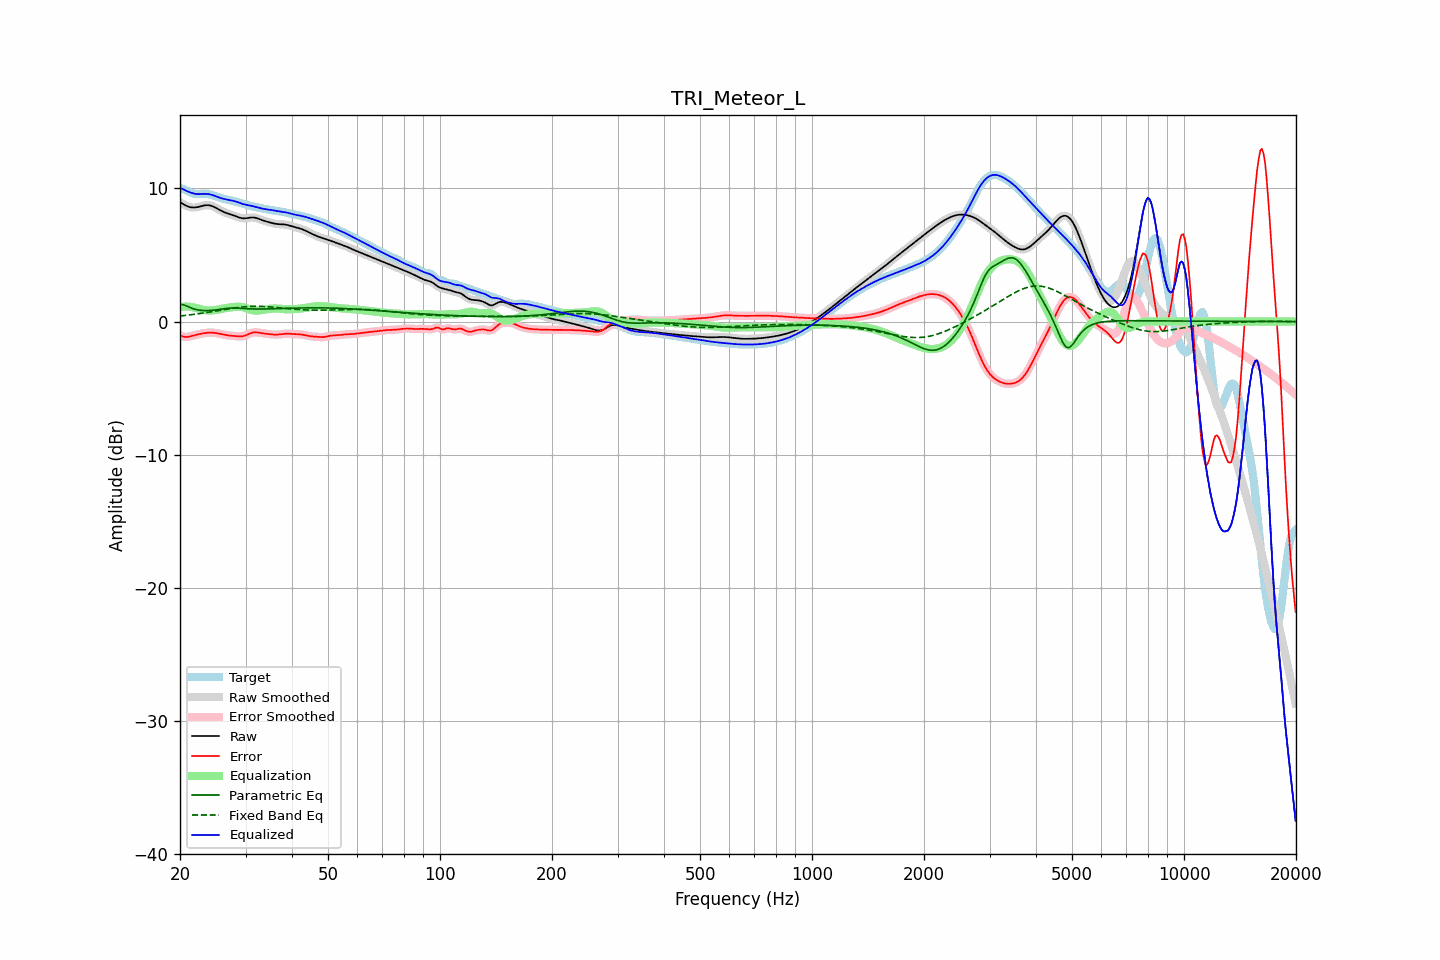 TRI_Meteor_L
Amplitude (dBr)
10
0
−10
−20
−30
−40
Target
Raw Smoothed
Error Smoothed
Raw
Error
Equalization
Parametric Eq
Fixed Band Eq
Equalized
20
50
100
200
500
1000
2000
5000
10000
20000
Frequency (Hz)